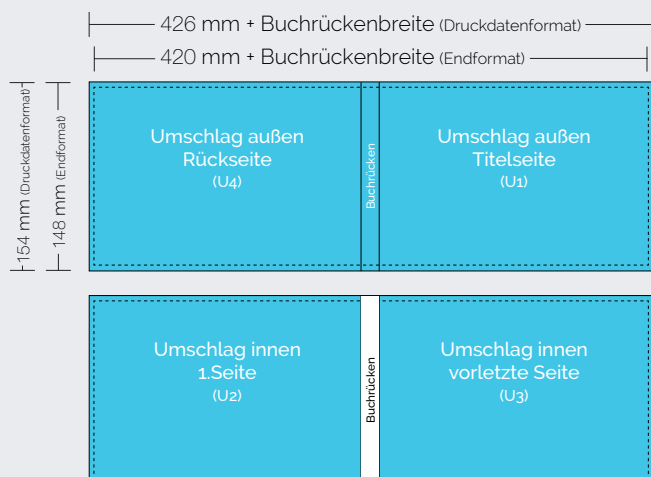 426 mm + Buchrückenbreite (Druckdatenformat)
420 mm + Buchrückenbreite (Endformat)
154 mm (Druckdatenformat)
148 mm (Endformat)
Umschlag außen
Rückseite
(U4)
Buchrücken
Umschlag außen
Titelseite
(U1)
Umschlag innen
1.Seite
(U2)
Buchrücken
Umschlag innen
vorletzte Seite
(U3)